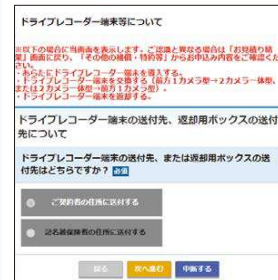 ドライブレコーダー端末等について
※以下の場合に当画面を表示します。ご認識と異なる場合は「お見積り結
果」画面に戻り、「その他の補償・特約等」からお申込み内容をご確認くだ
さい。
・あらたにドライブレコーダー端末を導入する。
・ドライブレコーダー端末を交換する（前方１カメラ型→２カメラ一体型、
または２カメラ一体型→前方１カメラ型）。
・ドライブレコーダー端末を返却する。
ドライブレコーダー端末の送付先、返却用ボックスの送付
先について
ドライブレコーダー端末の送付先、または返却用ボックスの送
付先はどちらですか？ 必須
ご契約者の住所に送付する
記名被保険者の住所に送付する
戻る 次へ進む 中断する